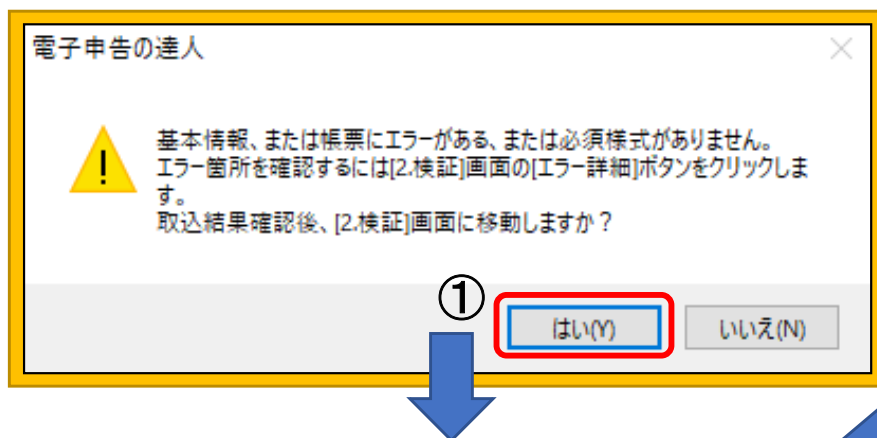 電子申告の達人
基本情報、または帳票にエラーがある、または必須様式がありません。
エラー箇所を確認するには[2.検証]画面の[エラー詳細]ボタンをクリックしま
す。
取込結果確認後、[2.検証]画面に移動しますか？
①
はい(Y) いいえ(N)